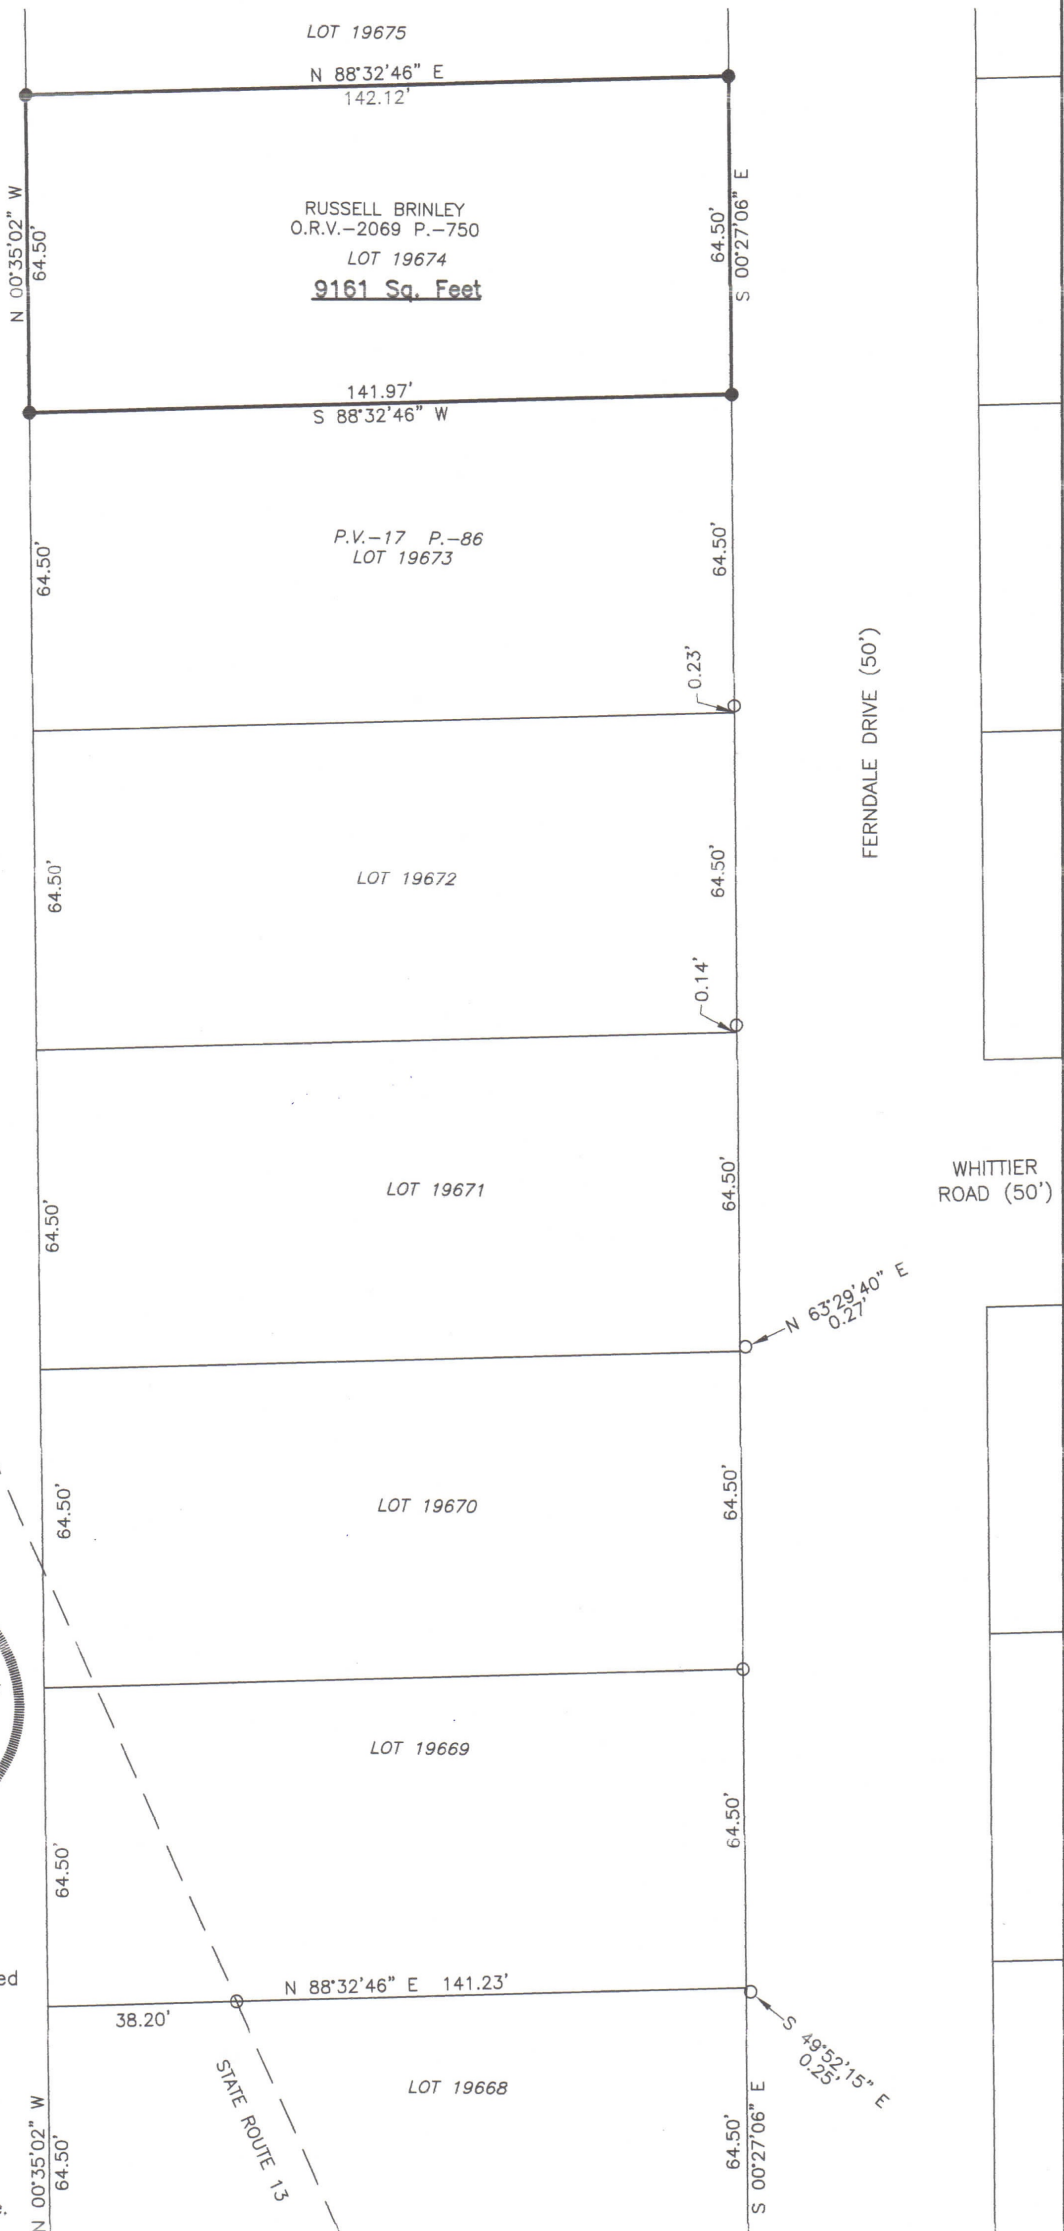 LOT 19675
N 88°32'46" E
142.12'
N 00°35'02" W
64.50'
RUSSELL BRINLEY
O.R.V.-2069 P.-750
LOT 19674
9161 Sq. Feet
64.50'
S 00°27'06" E
141.97'
S 88°32'46" W
64.50'
P.V.-17 P.-86
LOT 19673
64.50'
0.23'
FERNDALE DRIVE (50')
64.50'
LOT 19672
64.50'
0.14'
64.50'
LOT 19671
64.50'
WHITTIER
ROAD (50')
N 63°29'40" E
0.27'
64.50'
LOT 19670
64.50'
LOT 19669
64.50'
64.50'
ed
N 88°32'46" E 141.23'
38.20'
S 49°52'15" E
0.25'
STATE ROUTE 13
LOT 19668
N 00°35'02" W
64.50'
64.50'
S 00°27'06" E